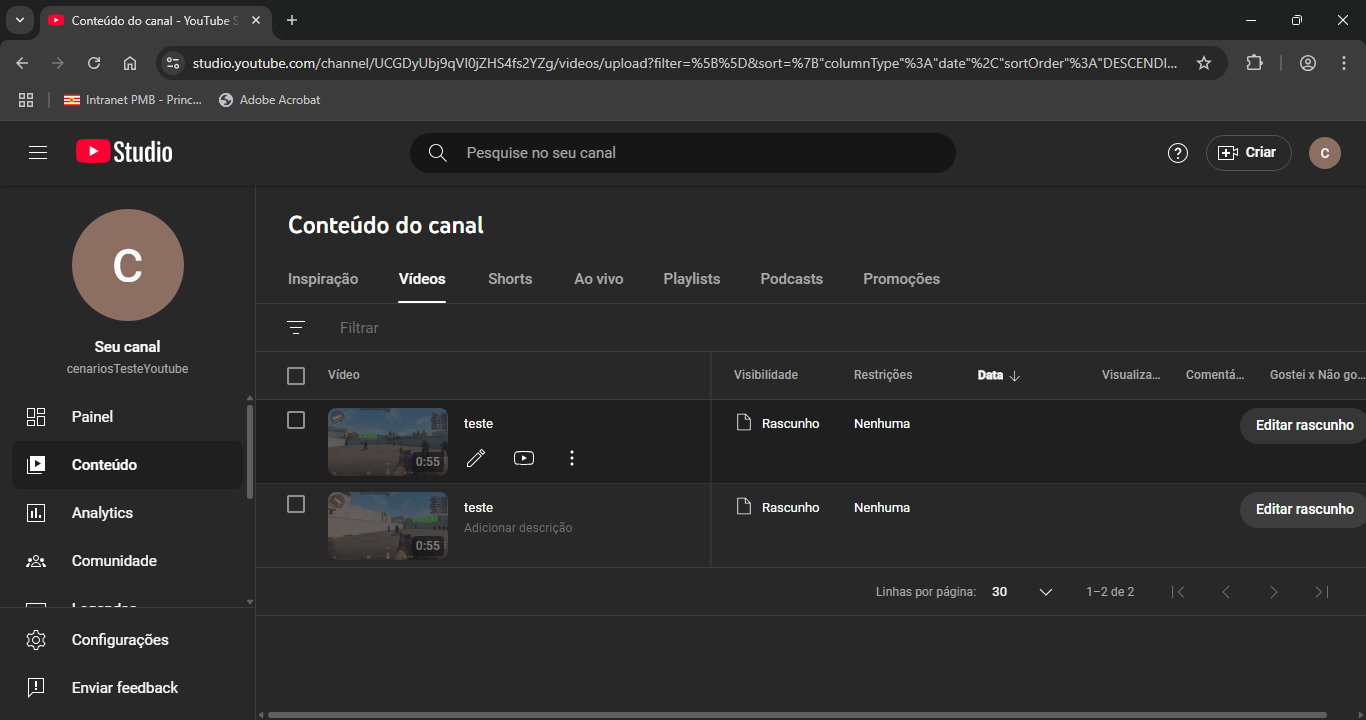 Conteúdo do canal - YouTube S
studio.youtube.com/channel/UCGDyUbj9qVI0jZHS4fs2YZg/videos/upload?filter=%5B%5D&sort=%7B"columnType"%3A"date"%2C"sortOrder"%3A"DESCENDI...
Intranet PMB - Princ... Adobe Acrobat
Studio
Pesquise no seu canal
Criar
C
C
Seu canal
cenariosTesteYoutube
Painel
Conteúdo
Analytics
Comunidade
Configurações
Enviar feedback
Conteúdo do canal
Inspiração Vídeos Shorts Ao vivo Playlists Podcasts Promoções
Filtrar
Vídeo Visibilidade Restrições Data Visualiza... Comentá... Gostei x Não go...
teste Rascunho Nenhuma Editar rascunho
0:55
teste Rascunho Nenhuma Editar rascunho
Adicionar descrição
0:55
Linhas por página: 30 1–2 de 2